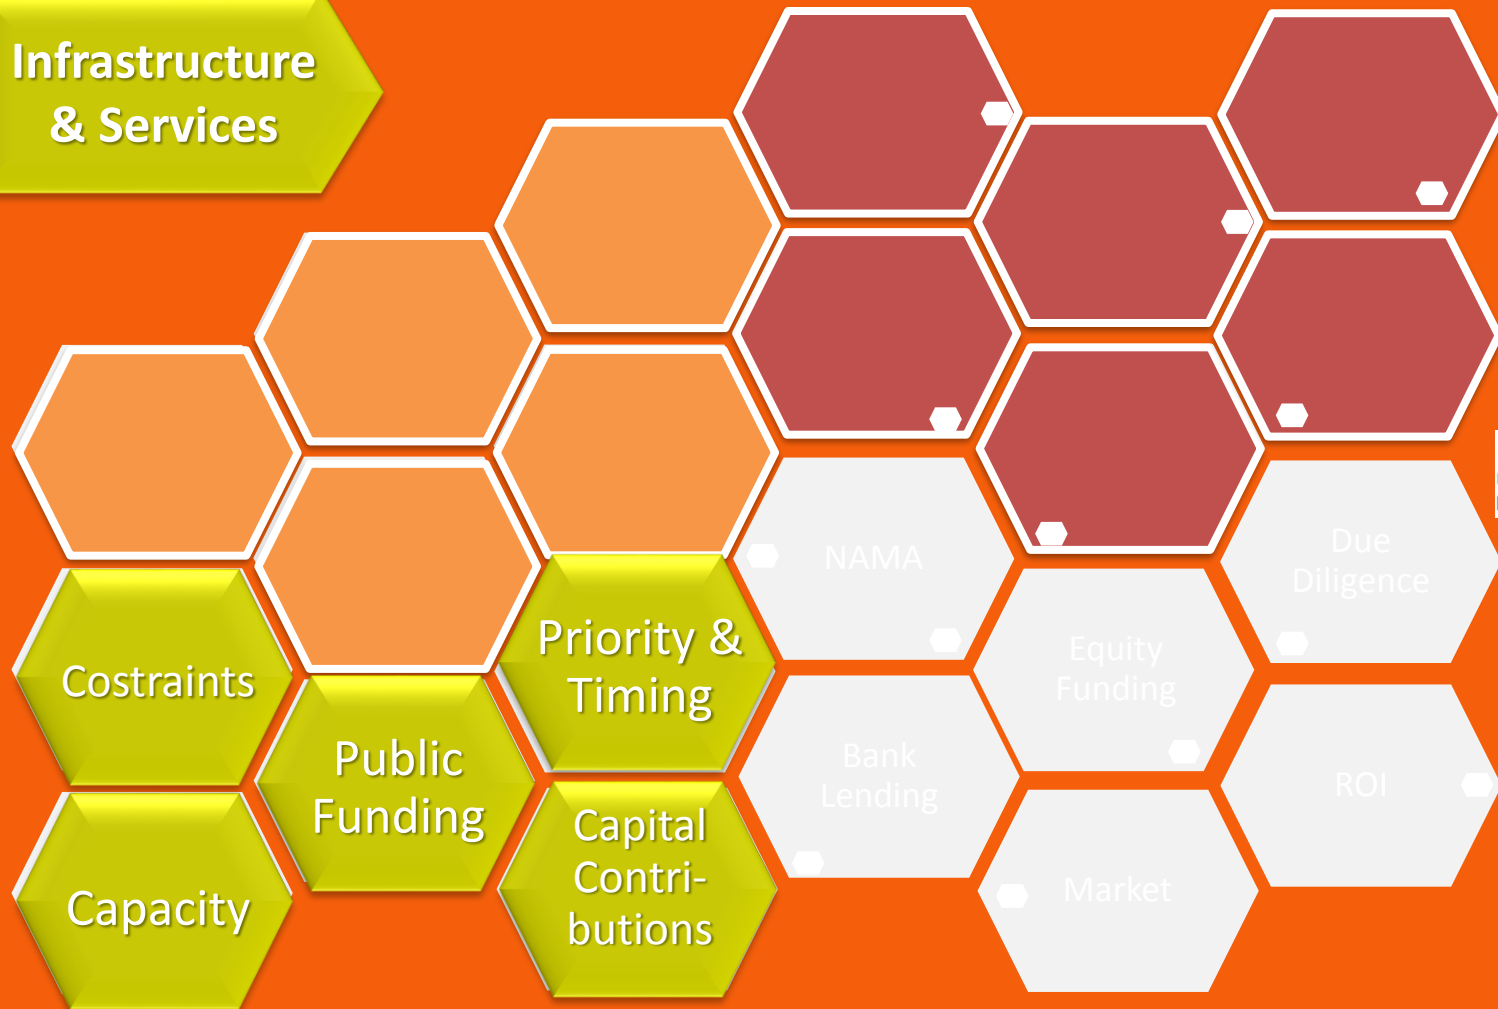 Infrastructure
& Services
Costraints
Capacity
Public
Funding
Priority &
Timing
Capital
Contri-
butions
NAMA
Bank
Lending
Equity
Funding
Market
Due
Diligence
ROI